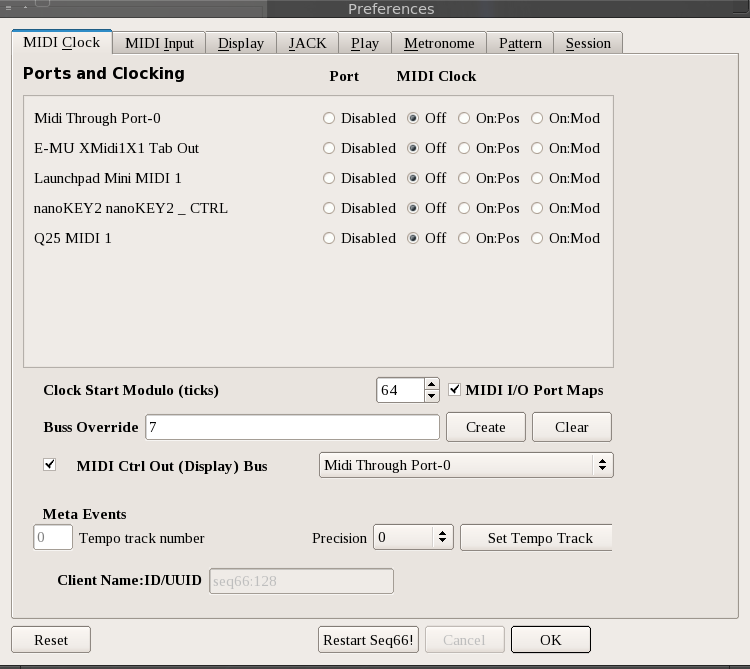 Preferences
MIDI Clock MIDI Input Display JACK Play Metronome Pattern Session
Ports and Clocking Port MIDI Clock
Midi Through Port-0 Disabled Off On:Pos On:Mod
E-MU XMidi1X1 Tab Out Disabled Off On:Pos On:Mod
Launchpad Mini MIDI 1 Disabled Off On:Pos On:Mod
nanoKEY2 nanoKEY2 _ CTRL Disabled Off On:Pos On:Mod
Q25 MIDI 1 Disabled Off On:Pos On:Mod
Clock Start Modulo (ticks) 64 MIDI I/O Port Maps
Buss Override 7 Create Clear
MIDI Ctrl Out (Display) Bus Midi Through Port-0
Meta Events
0 Tempo track number Precision 0 Set Tempo Track
Client Name:ID/UUID seq66:128
Reset Restart Seq66! Cancel OK